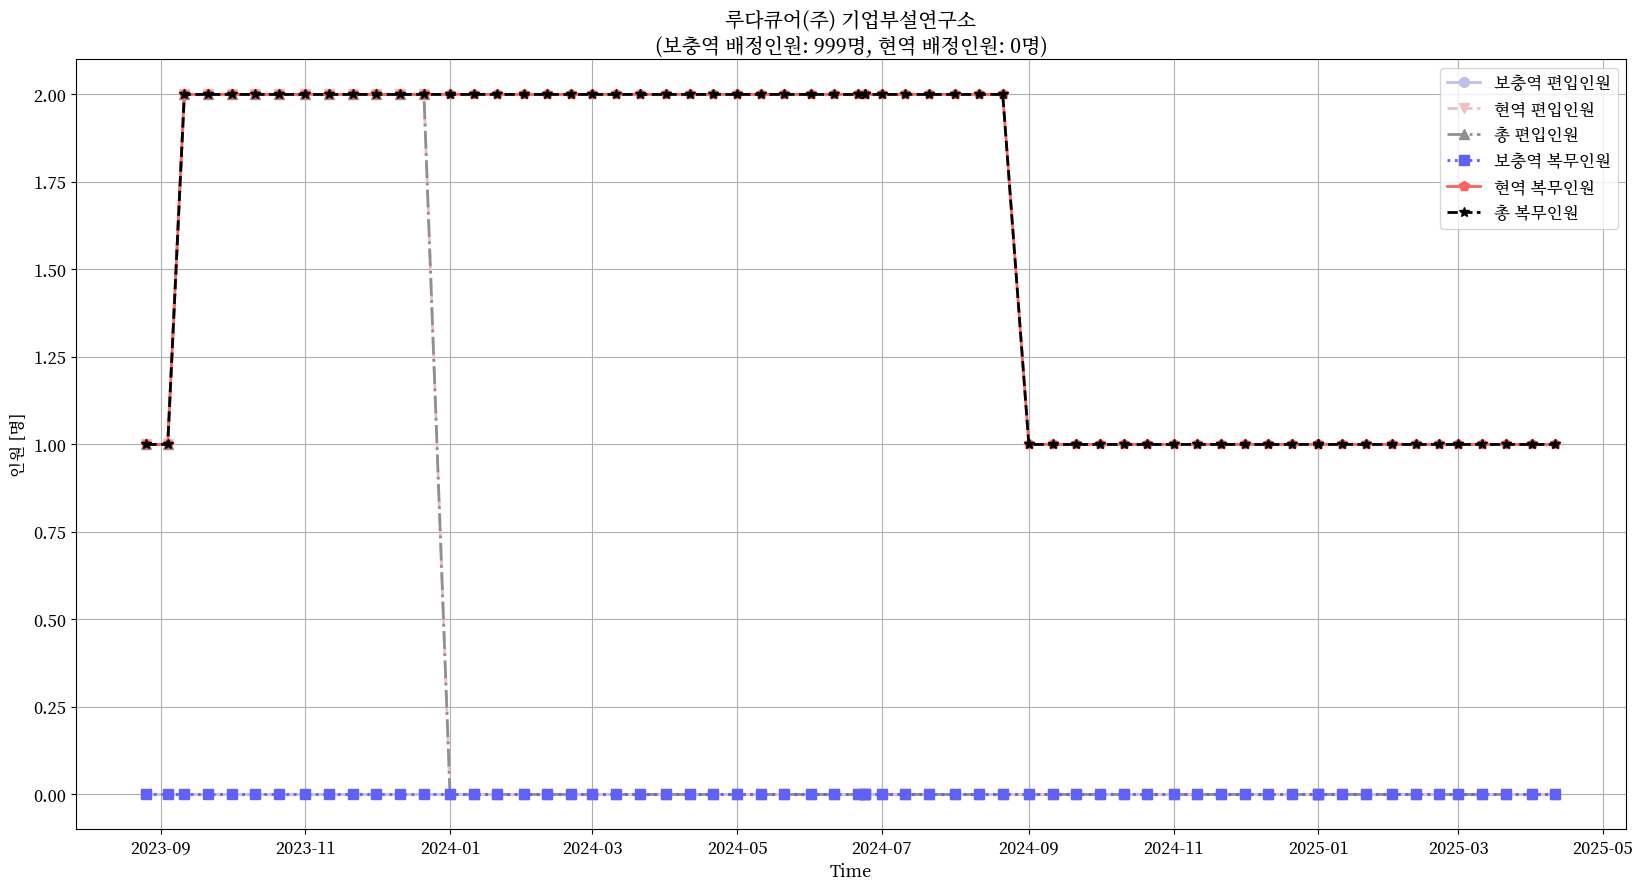 루다큐어(주) 기업부설연구소
(보충역 배정인원: 999명, 현역 배정인원: 0명)
보충역 편입인원
현역 편입인원
총 편입인원
보충역 복무인원
현역 복무인원
총 복무인원
인원 [명]
2.00
1.75
1.50
1.25
1.00
0.75
0.50
0.25
0.00
2023-09 2023-11 2024-01 2024-03 2024-05 2024-07 2024-09 2024-11 2025-01 2025-03 2025-05
Time